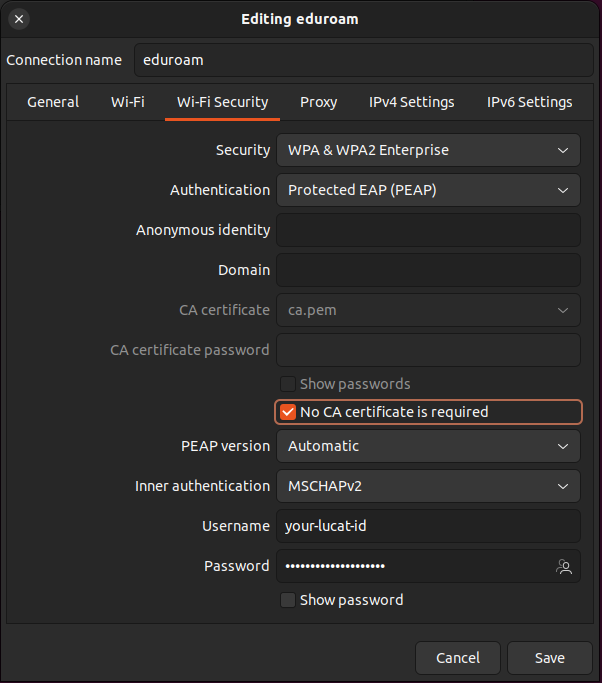 Editing eduroam
Connection name eduroam
General Wi-Fi Wi-Fi Security Proxy IPv4 Settings IPv6 Settings
Security WPA & WPA2 Enterprise
Authentication Protected EAP (PEAP)
Anonymous identity
Domain
CA certificate ca.pem
CA certificate password
Show passwords
No CA certificate is required
PEAP version Automatic
Inner authentication MSCHAPv2
Username your-lucat-id
Password ••••••••••••••••••••
Show password
Cancel Save